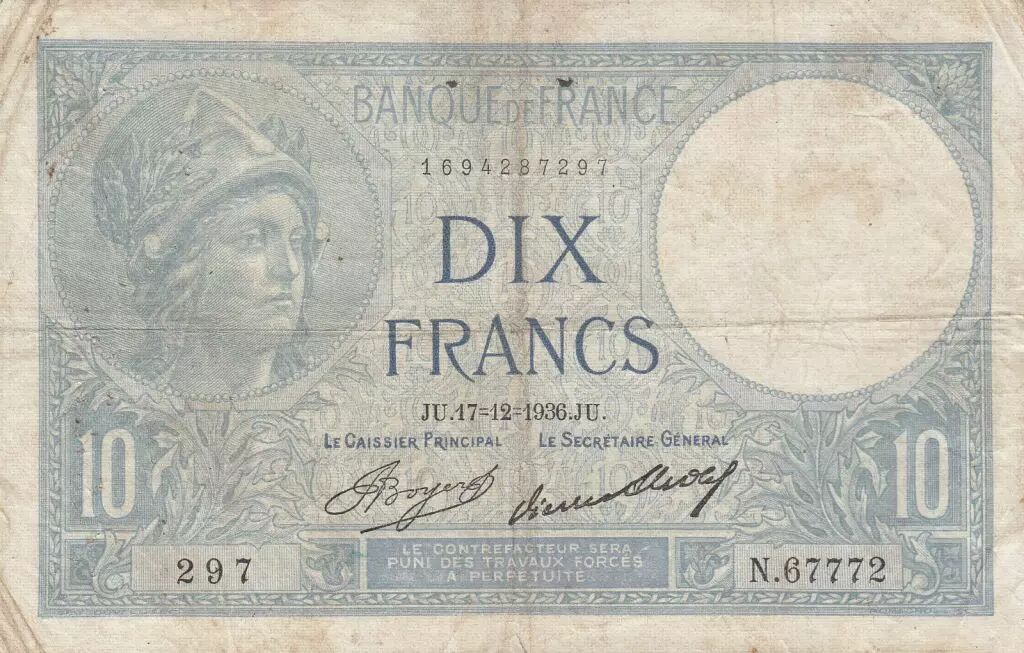 BANQUE DE FRANCE
1694287297
DIX
FRANCS
JU.17=12=1936.JU.
LE CAISSIER PRINCIPAL LE SECRÉTAIRE GÉNÉRAL
J Boyer
10 10
LE CONTREFACTEUR SERA
PUNI DES TRAVAUX FORCÉS
À PERPÉTUITÉ
297 N.67772